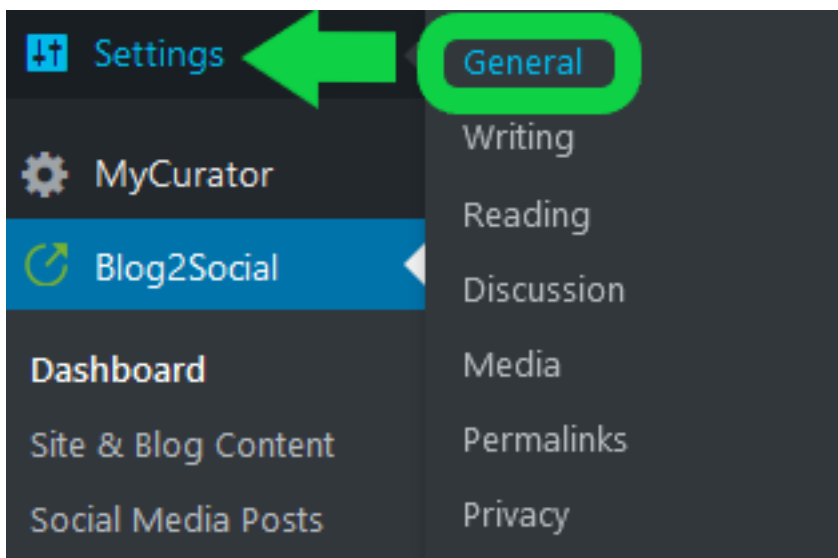 Settings
MyCurator
Blog2Social
Dashboard
Site & Blog Content
Social Media Posts
General
Writing
Reading
Discussion
Media
Permalinks
Privacy